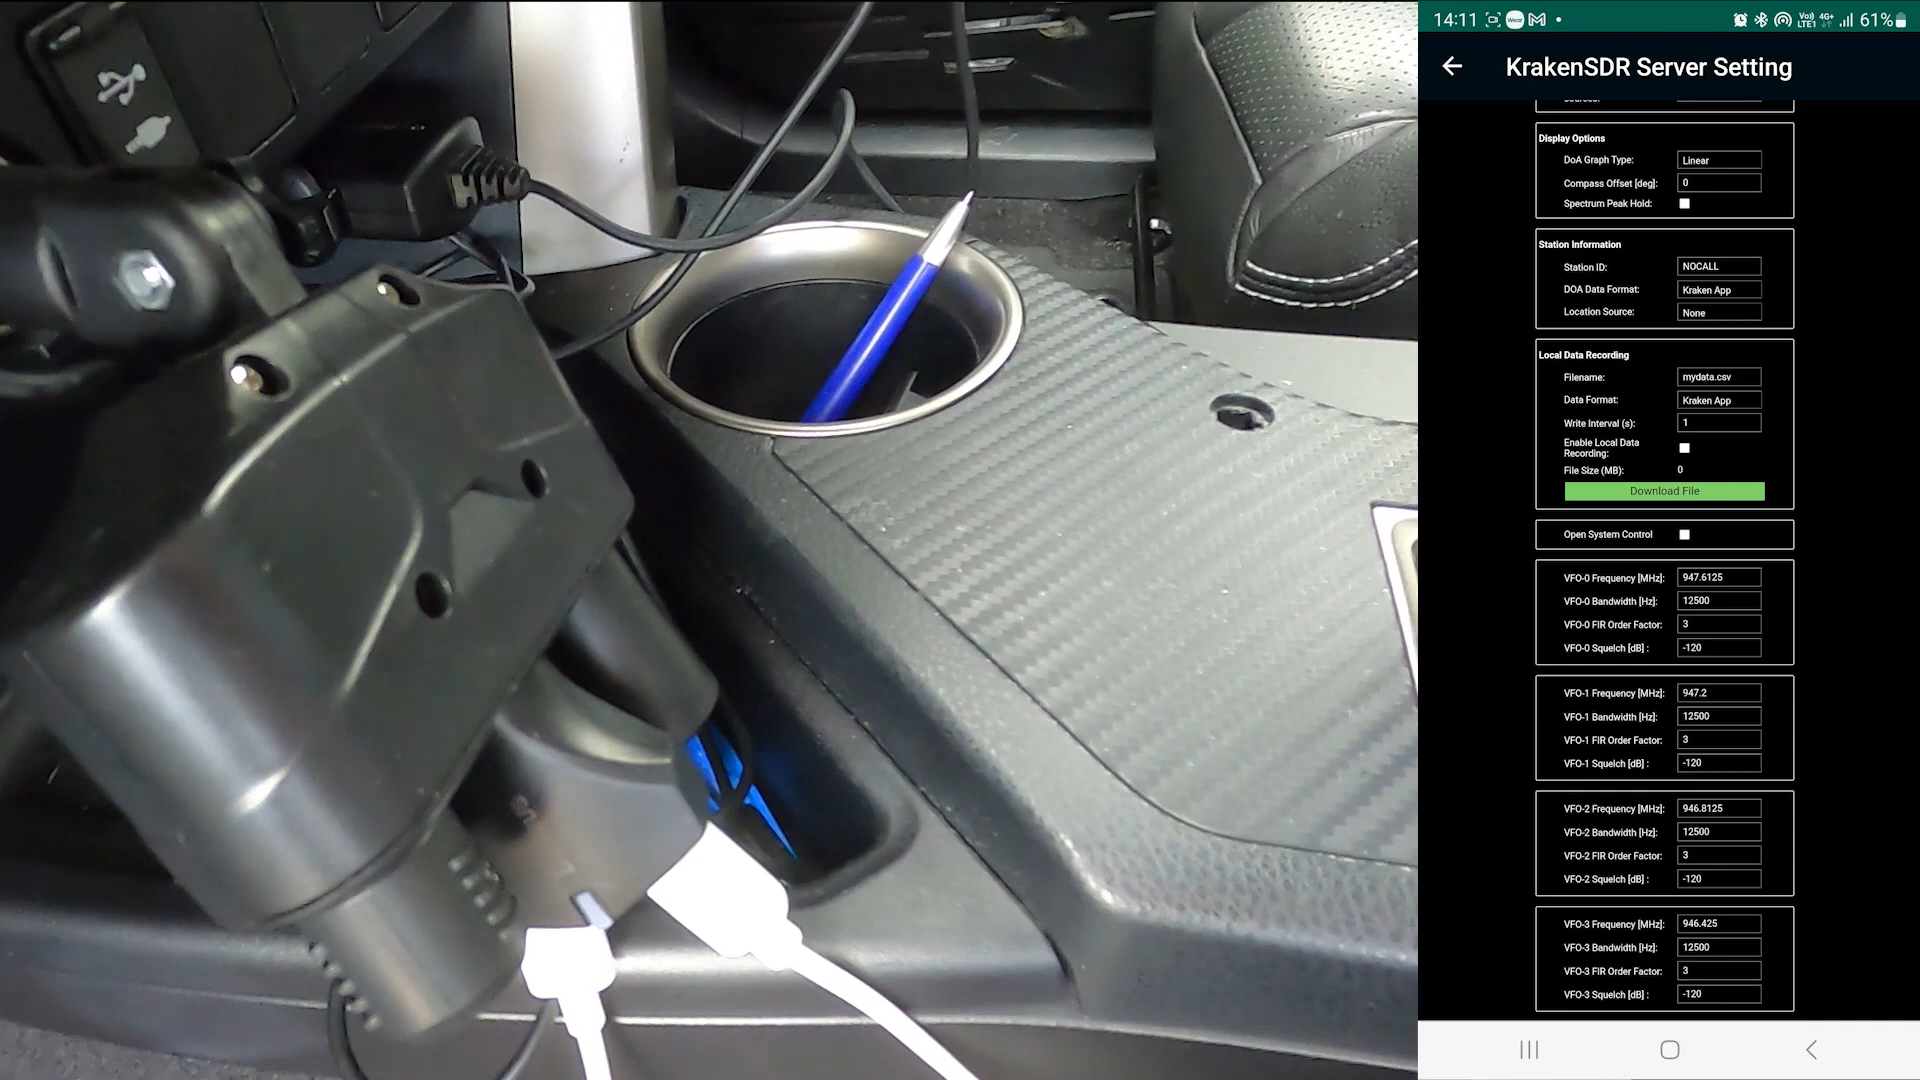 14:11
Wear
Vo)) 4G+
LTE1
61%
KrakenSDR Server Setting
Display Options
DoA Graph Type: Linear
Compass Offset [deg]: 0
Spectrum Peak Hold:
Station Information
Station ID: NOCALL
DOA Data Format: Kraken App
Location Source: None
Local Data Recording
Filename: mydata.csv
Data Format: Kraken App
Write Interval (s): 1
Enable Local Data
Recording:
File Size (MB): 0
Download File
Open System Control
VFO-0 Frequency [MHz]: 947.6125
VFO-0 Bandwidth [Hz]: 12500
VFO-0 FIR Order Factor: 3
VFO-0 Squelch [dB] : -120
VFO-1 Frequency [MHz]: 947.2
VFO-1 Bandwidth [Hz]: 12500
VFO-1 FIR Order Factor: 3
VFO-1 Squelch [dB] : -120
VFO-2 Frequency [MHz]: 946.8125
VFO-2 Bandwidth [Hz]: 12500
VFO-2 FIR Order Factor: 3
VFO-2 Squelch [dB] : -120
VFO-3 Frequency [MHz]: 946.425
VFO-3 Bandwidth [Hz]: 12500
VFO-3 FIR Order Factor: 3
VFO-3 Squelch [dB] : -120